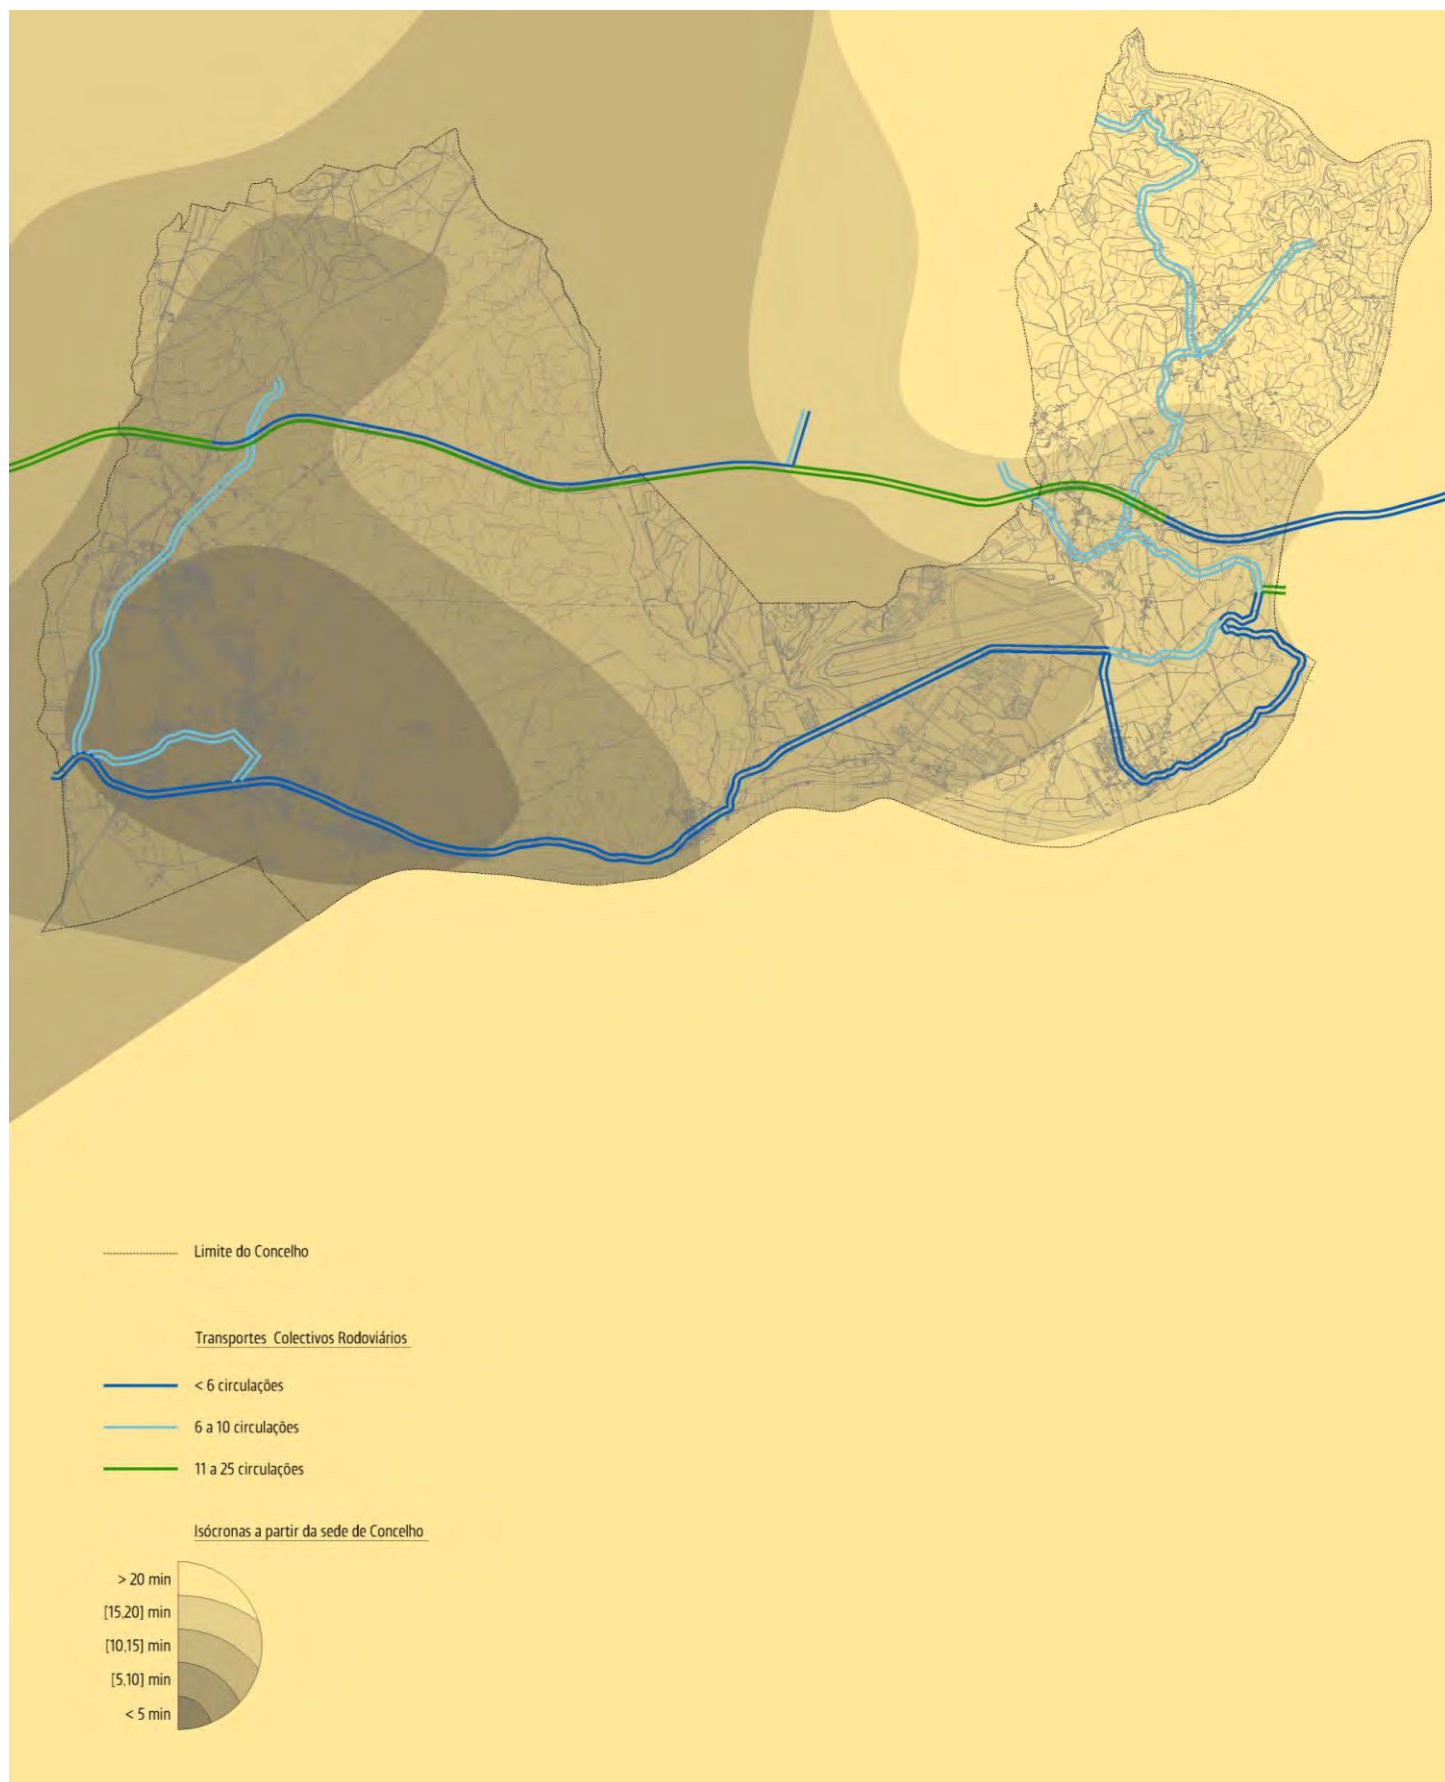 Limite do Concelho
Transportes Colectivos Rodoviários
< 6 circulações
6 a 10 circulações
11 a 25 circulações
Isócronas a partir da sede de Concelho
> 20 min
[15,20] min
[10,15] min
[5,10] min
< 5 min